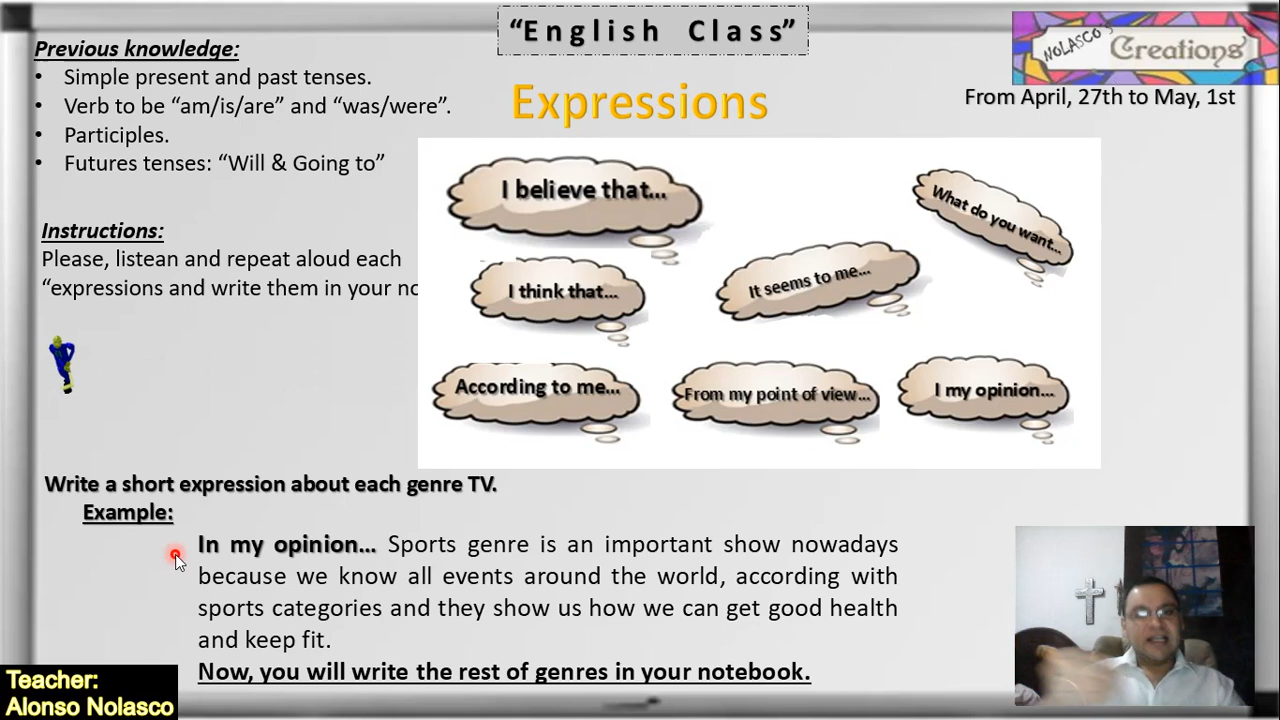 “English Class”
NOLASCO'S
Creations
From April, 27th to May, 1st
Previous knowledge:
• Simple present and past tenses.
• Verb to be “am/is/are” and “was/were”.
• Participles.
• Futures tenses: “Will & Going to”
Expressions
Instructions:
Please, listean and repeat aloud each
“expressions and write them in your
I believe that...
What do you want...
I think that...
It seems to me...
According to me...
From my point of view...
I my opinion...
Write a short expression about each genre TV.
Example:
In my opinion... Sports genre is an important show nowadays
because we know all events around the world, according with
sports categories and they show us how we can get good health
and keep fit.
Now, you will write the rest of genres in your notebook.
Teacher:
Alonso Nolasco